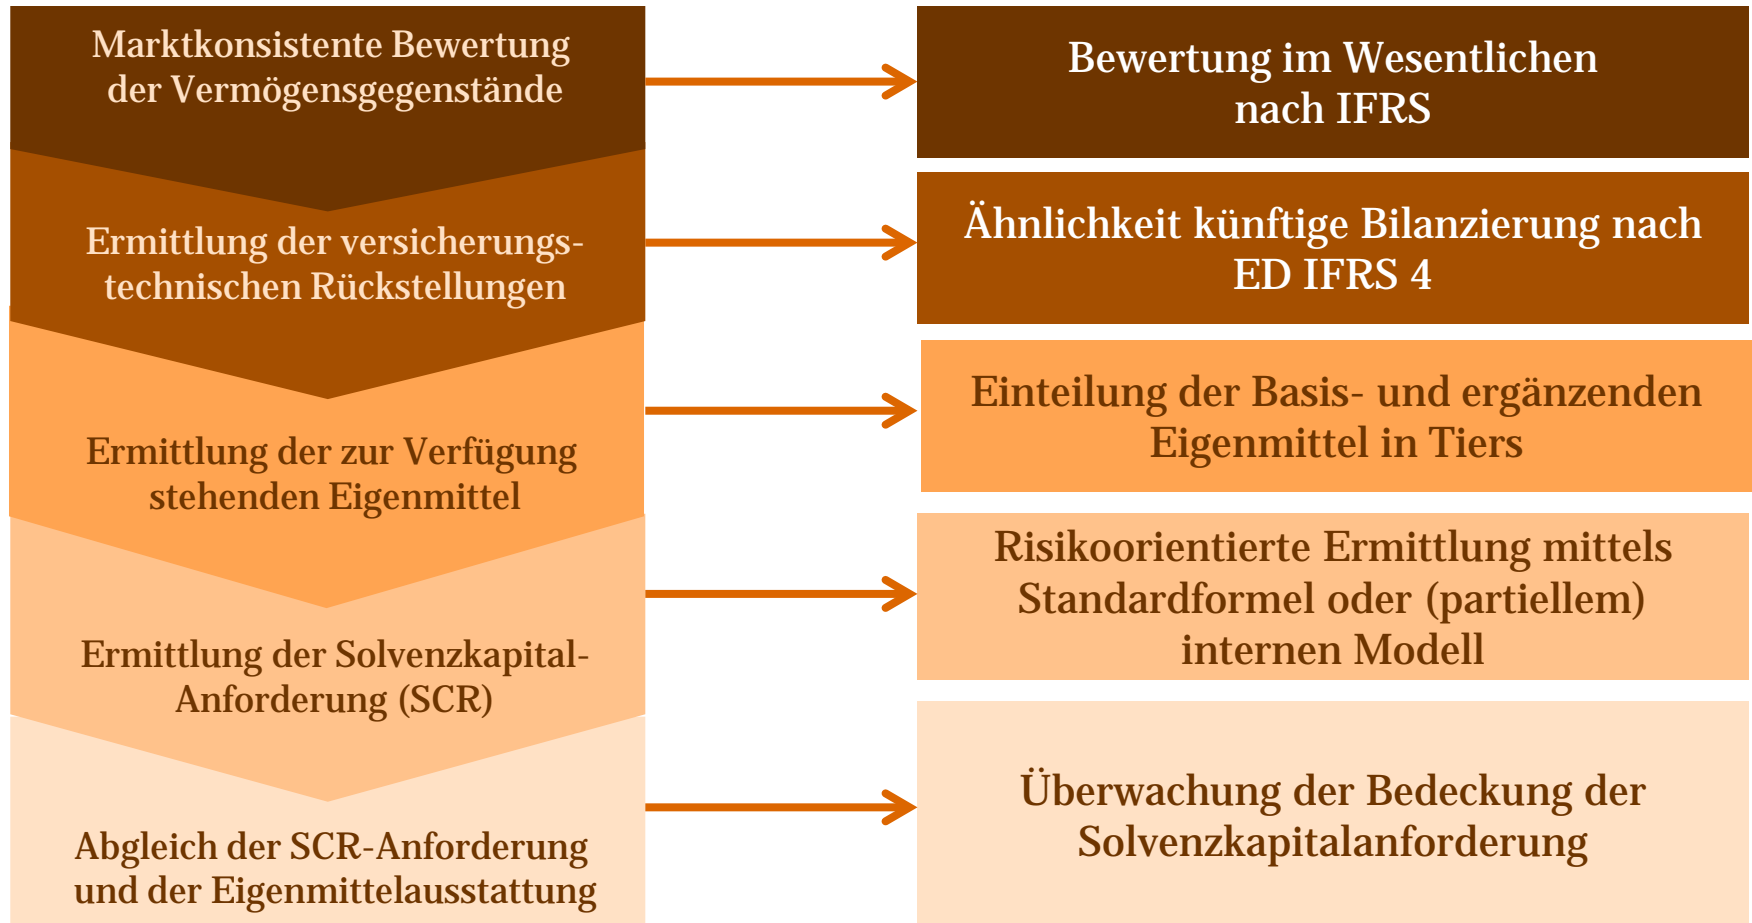 Marktkonsistente Bewertung
der Vermögensgegenstände
Bewertung im Wesentlichen
nach IFRS
Ermittlung der versicherungs-
technischen Rückstellungen
Ähnlichkeit künftige Bilanzierung nach
ED IFRS 4
Ermittlung der zur Verfügung
stehenden Eigenmittel
Einteilung der Basis- und ergänzenden
Eigenmittel in Tiers
Ermittlung der Solvenzkapital-
Anforderung (SCR)
Risikoorientierte Ermittlung mittels
Standardformel oder (partiellem)
internen Modell
Abgleich der SCR-Anforderung
und der Eigenmittelausstattung
Überwachung der Bedeckung der
Solvenzkapitalanforderung